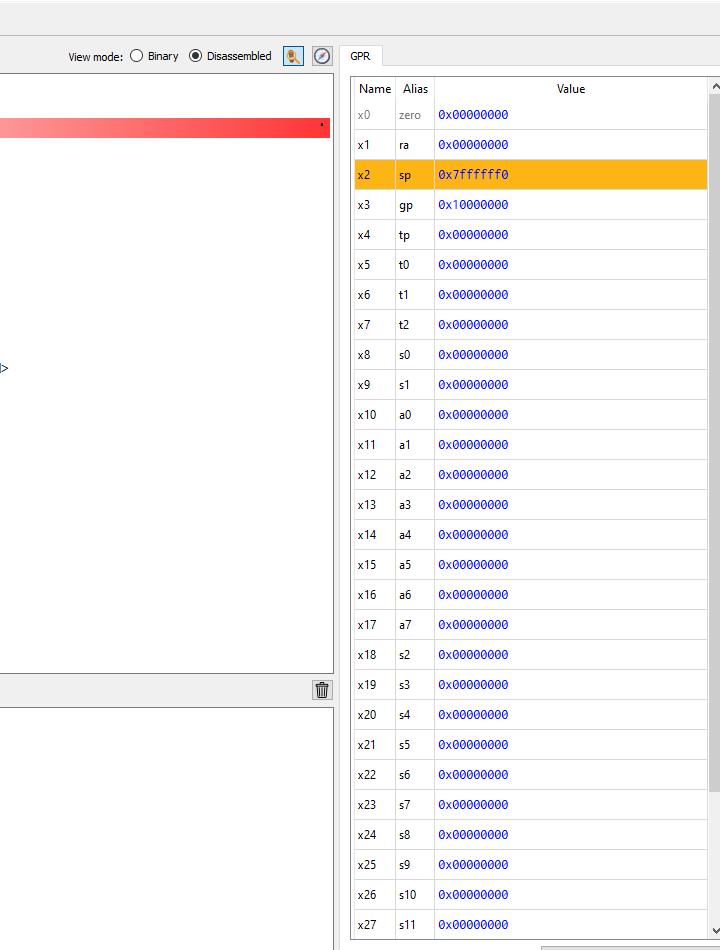 View mode: Binary Disassembled
GPR
Name Alias Value
x0 zero 0x00000000
x1 ra 0x00000000
x2 sp 0x7ffffff0
x3 gp 0x10000000
x4 tp 0x00000000
x5 t0 0x00000000
x6 t1 0x00000000
x7 t2 0x00000000
x8 s0 0x00000000
x9 s1 0x00000000
x10 a0 0x00000000
x11 a1 0x00000000
x12 a2 0x00000000
x13 a3 0x00000000
x14 a4 0x00000000
x15 a5 0x00000000
x16 a6 0x00000000
x17 a7 0x00000000
x18 s2 0x00000000
x19 s3 0x00000000
x20 s4 0x00000000
x21 s5 0x00000000
x22 s6 0x00000000
x23 s7 0x00000000
x24 s8 0x00000000
x25 s9 0x00000000
x26 s10 0x00000000
x27 s11 0x00000000
>